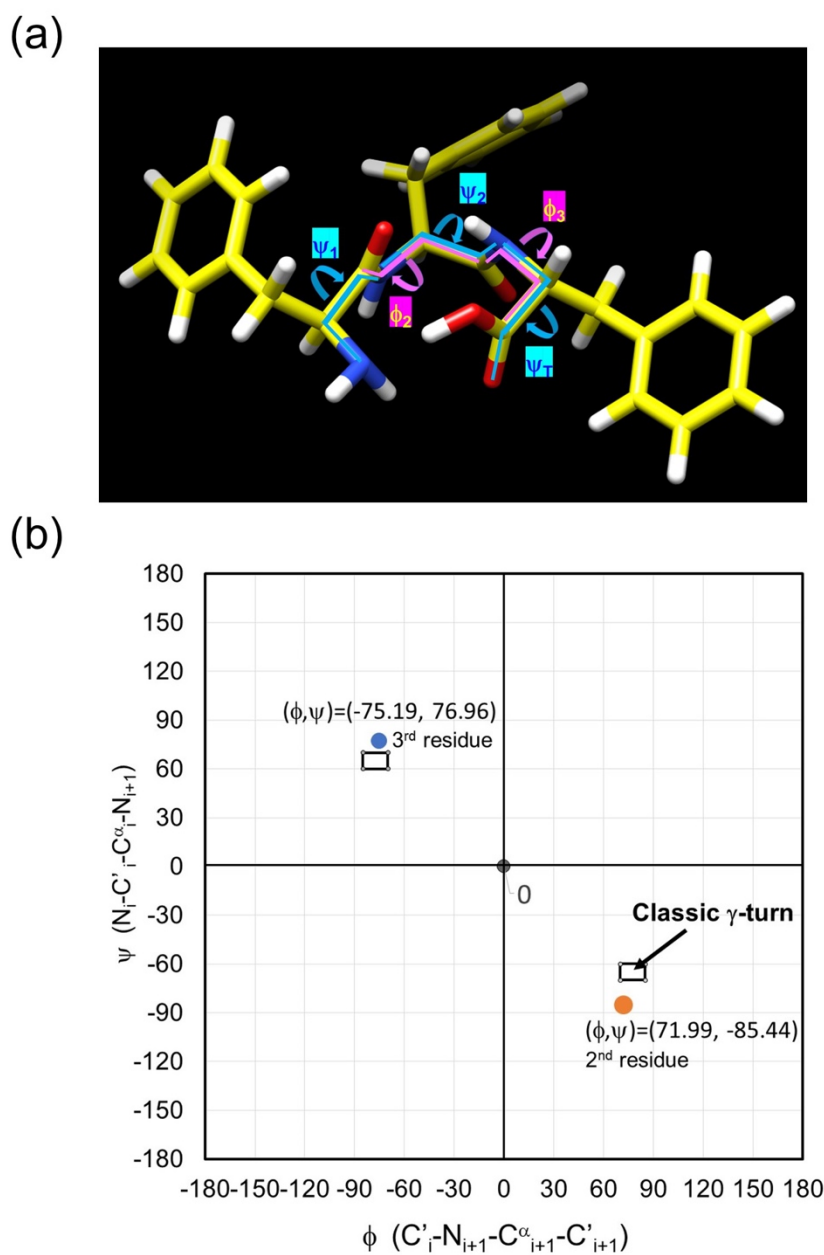 (a)
ψ1
ϕ2
ψ2
ϕ3
ψT
(b)
180
150
120
90
60
30
0
-30
-60
-90
-120
-150
-180
ψ (Ni-C'i-Cαi-Ni+1)
(ϕ,ψ)=(-75.19, 76.96)
3rd residue
0
Classic γ-turn
(ϕ,ψ)=(71.99, -85.44)
2nd residue
-180 -150 -120 -90 -60 -30 0 30 60 90 120 150 180
ϕ (C'i-Ni+1-Cαi+1-C'i+1)